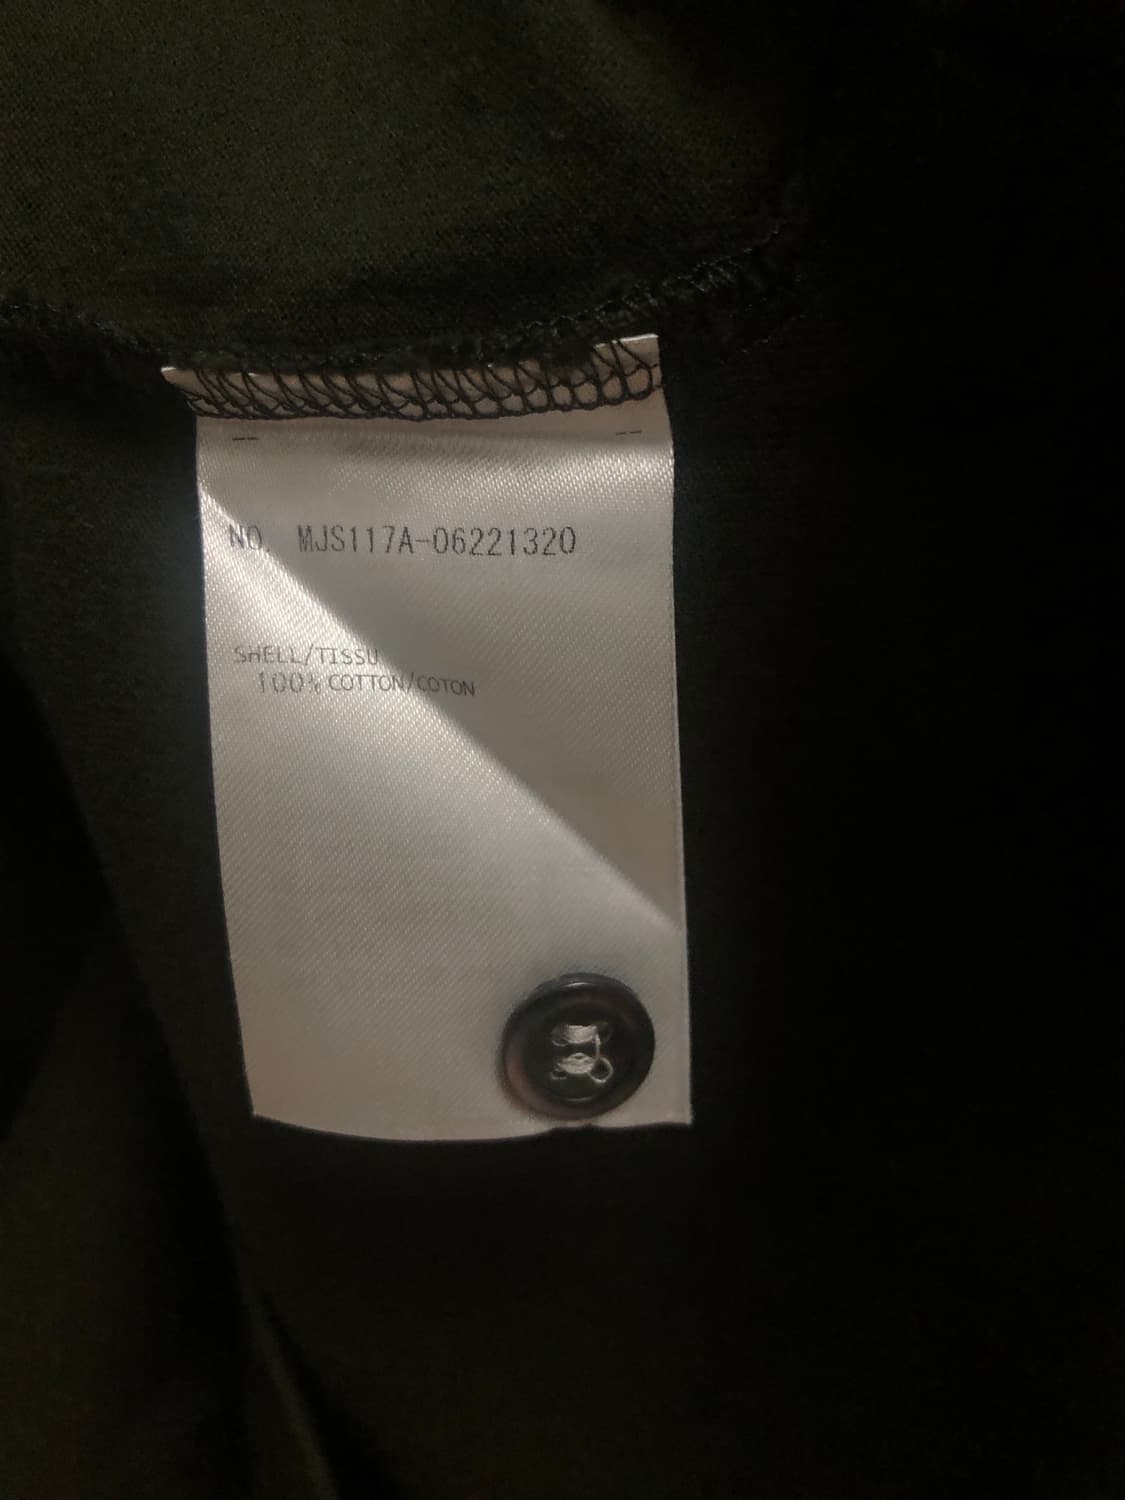 NO. MJS117A-06221320
SHELL/TISSU
100% COTTON/COTON